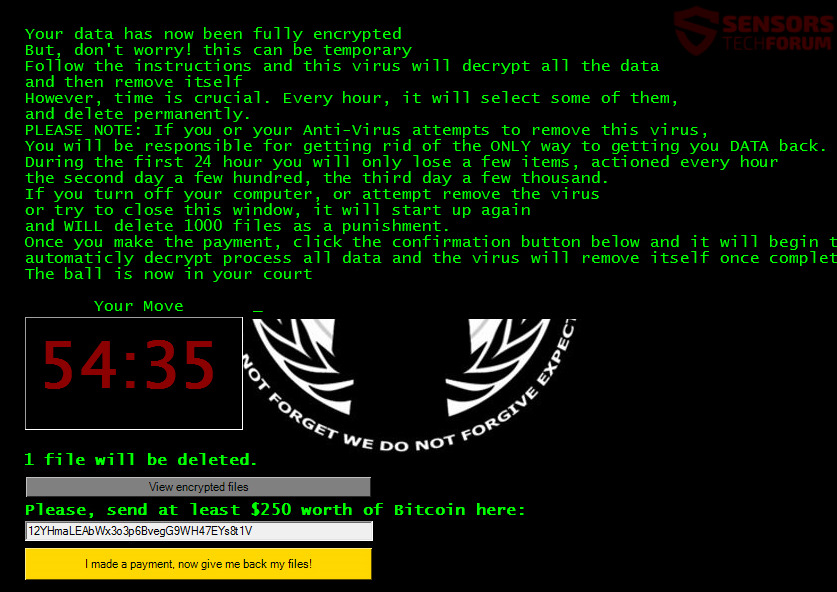 SENSORS
TECHFORUM
Your data has now been fully encrypted
But, don't worry! this can be temporary
Follow the instructions and this virus will decrypt all the data
and then remove itself
However, time is crucial. Every hour, it will select some of them,
and delete permanently.
PLEASE NOTE: If you or your Anti-Virus attempts to remove this virus,
You will be responsible for getting rid of the ONLY way to getting you DATA back.
During the first 24 hour you will only lose a few items, actioned every hour
the second day a few hundred, the third day a few thousand.
If you turn off your computer, or attempt remove the virus
or try to close this window, it will start up again
and WILL delete 1000 files as a punishment.
Once you make the payment, click the confirmation button below and it will begin t
automaticly decrypt process all data and the virus will remove itself once complet
The ball is now in your court
Your Move _
54:35
NOT FORGET WE DO NOT FORGIVE EXPECT
1 file will be deleted.
View encrypted files
Please, send at least $250 worth of Bitcoin here:
12YHmaLEAbWx3o3p6BvegG9WH47EYs8t1V
I made a payment, now give me back my files!